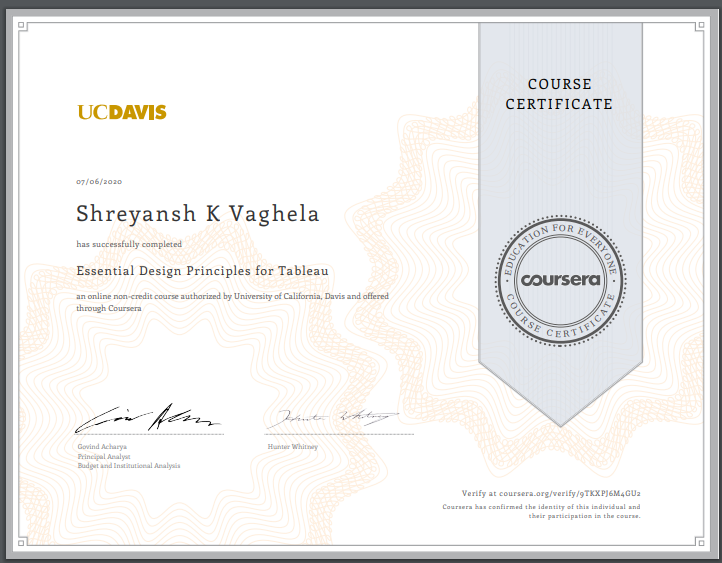 COURSE
CERTIFICATE
UCDAVIS
07/06/2020
Shreyansh K Vaghela
has successfully completed
Essential Design Principles for Tableau
an online non-credit course authorized by University of California, Davis and offered
through Coursera
EDUCATION FOR EVERYONE
coursera
COURSE CERTIFICATE
Govind Acharya
Principal Analyst
Budget and Institutional Analysis
Hunter Whitney
Hunter Whitney
Verify at coursera.org/verify/9TKXPJ6M4GU2
Coursera has confirmed the identity of this individual and
their participation in the course.